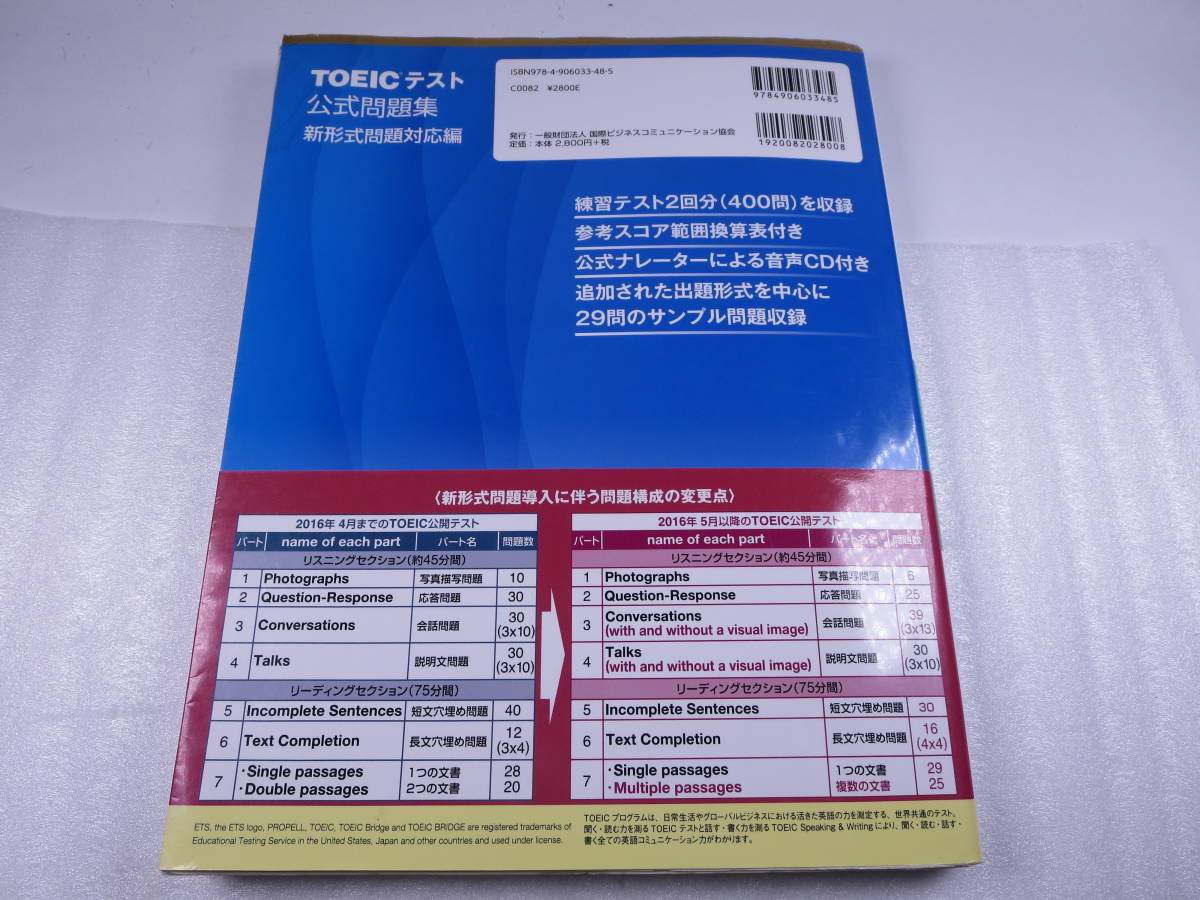 TOEIC®テスト
公式問題集
新形式問題対応編
ISBN978-4-906033-48-5
C0082 ¥2800E
発行：一般財団法人 国際ビジネスコミュニケーション協会
定価：本体 2,800円+税
9784906033485
1920082028008
練習テスト2回分（400問）を収録
参考スコア範囲換算表付き
公式ナレーターによる音声CD付き
追加された出題形式を中心に
29問のサンプル問題収録
〈新形式問題導入に伴う問題構成の変更点〉
2016年 4月までのTOEIC公開テスト
パート name of each part パート名 問題数
リスニングセクション（約45分間）
1 Photographs 写真描写問題 10
2 Question-Response 応答問題 30
3 Conversations 会話問題 30
(3x10)
4 Talks 説明文問題 30
(3x10)
リーディングセクション（75分間）
5 Incomplete Sentences 短文穴埋め問題 40
6 Text Completion 長文穴埋め問題 12
(3x4)
7 ・Single passages 1つの文書 28
・Double passages 2つの文書 20
2016年 5月以降のTOEIC公開テスト
パート name of each part パート名 問題数
リスニングセクション（約45分間）
1 Photographs 写真描写問題 6
2 Question-Response 応答問題 25
3 Conversations 会話問題 39
(with and without a visual image) (3x13)
4 Talks 説明文問題 30
(with and without a visual image) (3x10)
リーディングセクション（75分間）
5 Incomplete Sentences 短文穴埋め問題 30
6 Text Completion 長文穴埋め問題 16
(4x4)
7 ・Single passages 1つの文書 29
・Multiple passages 複数の文書 25
ETS, the ETS logo, PROPELL, TOEIC, TOEIC Bridge and TOEIC BRIDGE are registered trademarks of
Educational Testing Service in the United States, Japan and other countries and used under license.
TOEIC プログラムは、日常生活やグローバルビジネスにおける活きた英語の力を測定する、世界共通のテスト。
聞く・読む力を測る TOEIC テストと話す・書く力を測る TOEIC Speaking & Writing により、聞く・読む・話す・
書く全ての英語コミュニケーション力がわかります。